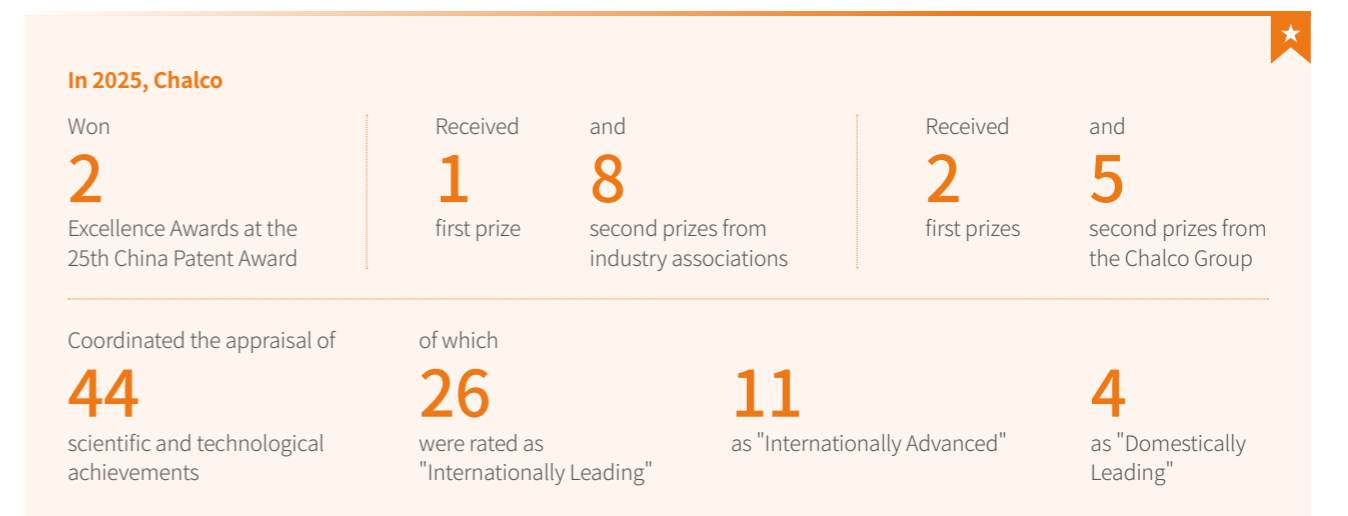 In 2025, Chalco
Won
2
Excellence Awards at the
25th China Patent Award
Received
1
first prize
and
8
second prizes from
industry associations
Received
2
first prizes
and
5
second prizes from
the Chalco Group
Coordinated the appraisal of
44
scientific and technological
achievements
of which
26
were rated as
"Internationally Leading"
11
as "Internationally Advanced"
4
as "Domestically
Leading"